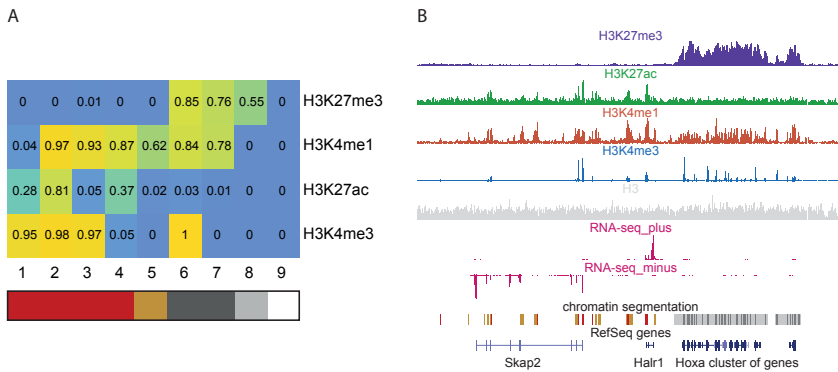 A
0 0 0.01 0 0 0.85 0.76 0.55 0 H3K27me3
0.04 0.97 0.93 0.87 0.62 0.84 0.78 0 0 H3K4me1
0.28 0.81 0.05 0.37 0.02 0.03 0.01 0 0 H3K27ac
0.95 0.98 0.97 0.05 0 1 0 0 0 H3K4me3
1 2 3 4 5 6 7 8 9
B
H3K27me3
H3K27ac
H3K4me1
H3K4me3
H3
RNA-seq_plus
RNA-seq_minus
chromatin segmentation
RefSeq genes
Skap2 Halr1 Hoxa cluster of genes